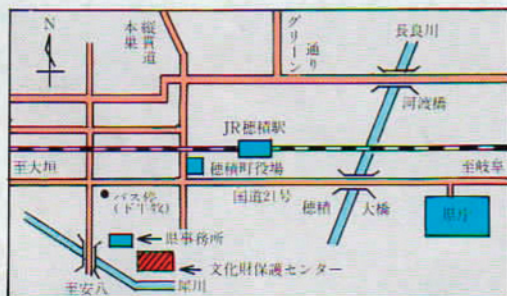 N
本巣
縦貫道
グリーン
通り
長良川
河渡橋
JR穂積駅
至大垣
穂積町役場
至岐阜
国道21号
穂積
大橋
県庁
バス停
(下牛牧)
県事務所
文化財保護センター
至安八
犀川